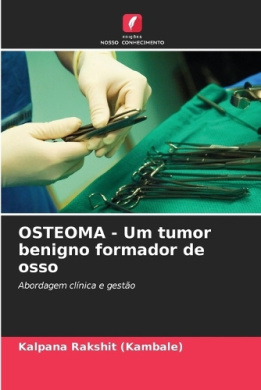 edições
NOSSO CONHECIMENTO
OSTEOMA - Um tumor
benigno formador de
osso
Abordagem clínica e gestão
Kalpana Rakshit (Kambale)